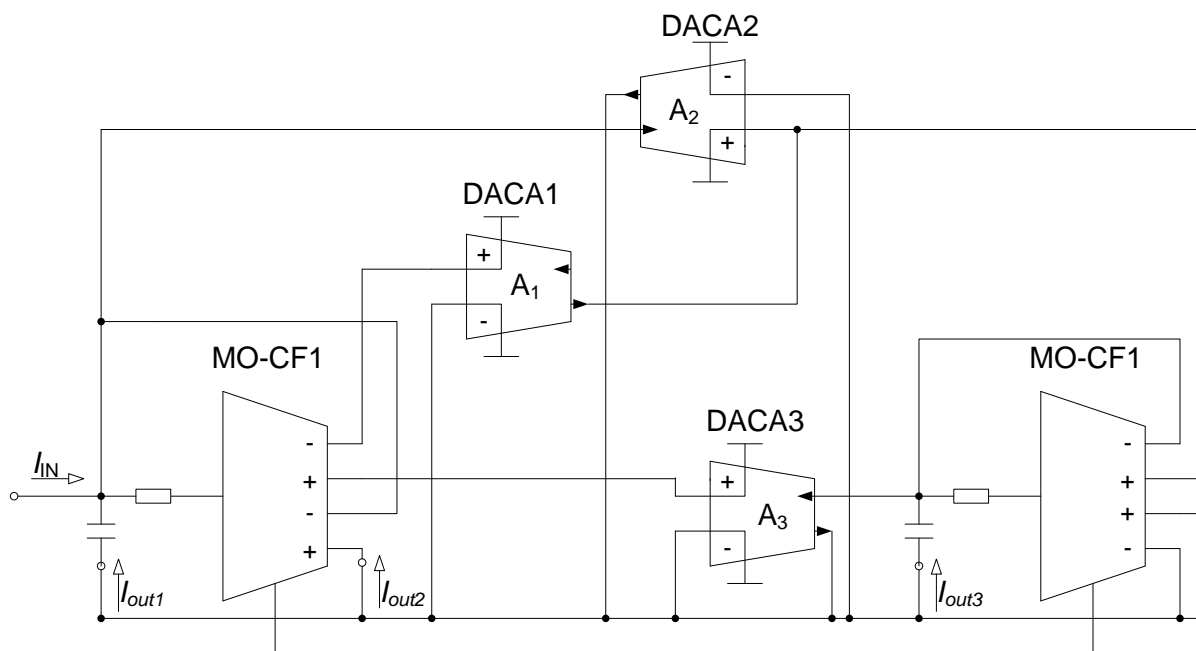 DACA2
-
A2
+
DACA1
+
A1
-
MO-CF1
MO-CF1
DACA3
IIN
-
+
-
+
+
A3
-
-
+
+
-
Iout1
Iout2
Iout3